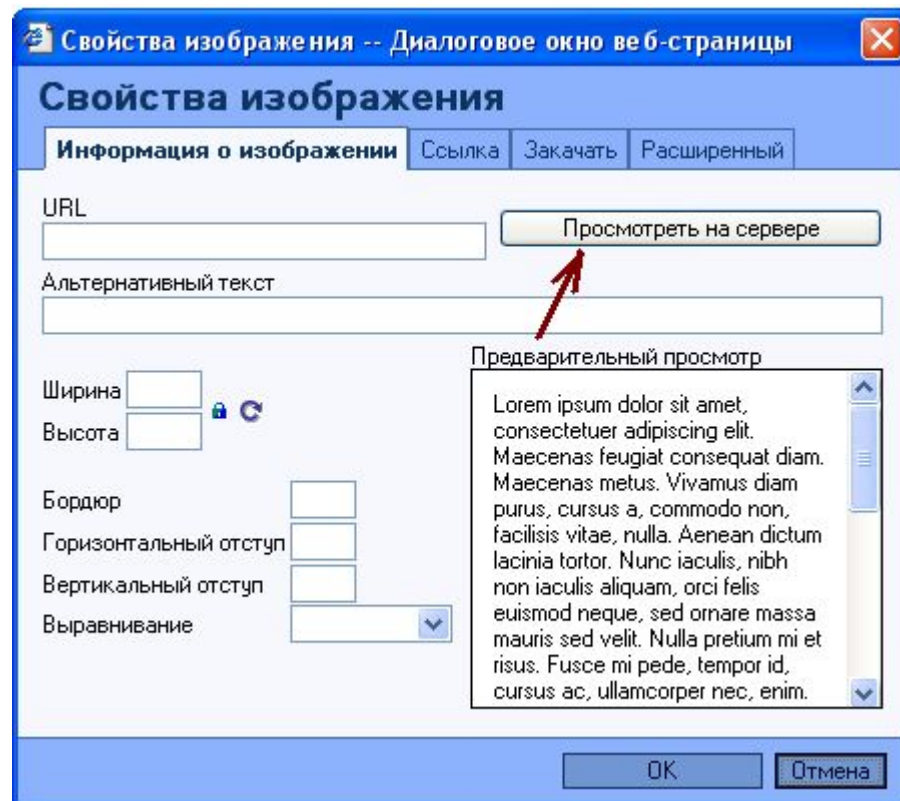 Свойства изображения -- Диалоговое окно веб-страницы
Свойства изображения
Информация о изображении Ссылка Закачать Расширенный
URL
Просмотреть на сервере
Альтернативный текст
Предварительный просмотр
Ширина
Высота
Бордюр
Горизонтальный отступ
Вертикальный отступ
Выравнивание
Lorem ipsum dolor sit amet,
consectetuer adipiscing elit.
Maecenas feugiat consequat diam.
Maecenas metus. Vivamus diam
purus, cursus a, commodo non,
facilisis vitae, nulla. Aenean dictum
lacinia tortor. Nunc iaculis, nibh
non iaculis aliquam, orci felis
euismod neque, sed ornare massa
mauris sed velit. Nulla pretium mi et
risus. Fusce mi pede, tempor id,
cursus ac, ullamcorper nec, enim.
OK Отмена